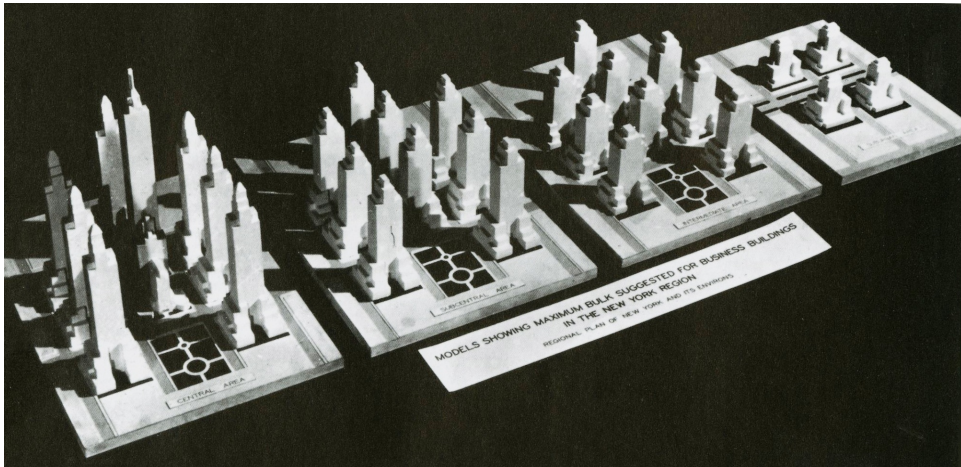 CENTRAL AREA
SUBCENTRAL AREA
INTERMEDIATE AREA
MODELS SHOWING MAXIMUM BULK SUGGESTED FOR BUSINESS BUILDINGS
IN THE NEW YORK REGION
REGIONAL PLAN OF NEW YORK AND ITS ENVIRONS